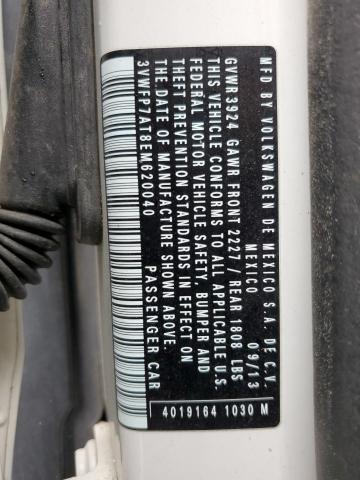 MFD BY VOLKSWAGEN DE MEXICO S.A. DE C.V.
MEXICO 09/13
GVWR3924 GAWR FRONT 2227/REAR 1808 LBS
THIS VEHICLE CONFORMS TO ALL APPLICABLE U.S.
FEDERAL MOTOR VEHICLE SAFETY, BUMPER AND
THEFT PREVENTION STANDARDS IN EFFECT ON
THE DATE OF MANUFACTURE SHOWN ABOVE.
3VWFP7AT8EM620040 PASSENGER CAR
4019164 1030 M